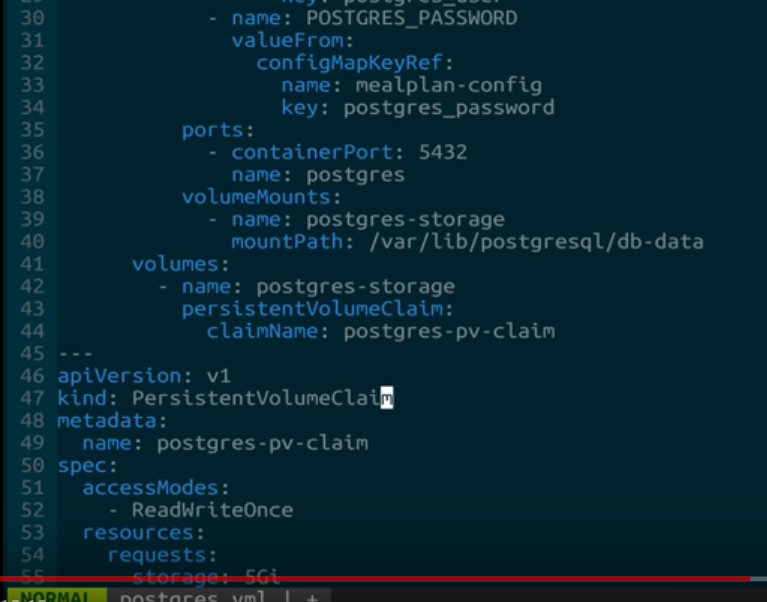 29 key: postgres_user
30 - name: POSTGRES_PASSWORD
31 valueFrom:
32 configMapKeyRef:
33 name: mealplan-config
34 key: postgres_password
35 ports:
36 - containerPort: 5432
37 name: postgres
38 volumeMounts:
39 - name: postgres-storage
40 mountPath: /var/lib/postgresql/db-data
41 volumes:
42 - name: postgres-storage
43 persistentVolumeClaim:
44 claimName: postgres-pv-claim
45 ---
46 apiVersion: v1
47 kind: PersistentVolumeClaim
48 metadata:
49 name: postgres-pv-claim
50 spec:
51 accessModes:
52 - ReadWriteOnce
53 resources:
54 requests:
55 storage: 5Gi
NORMAL postgres.yml | +